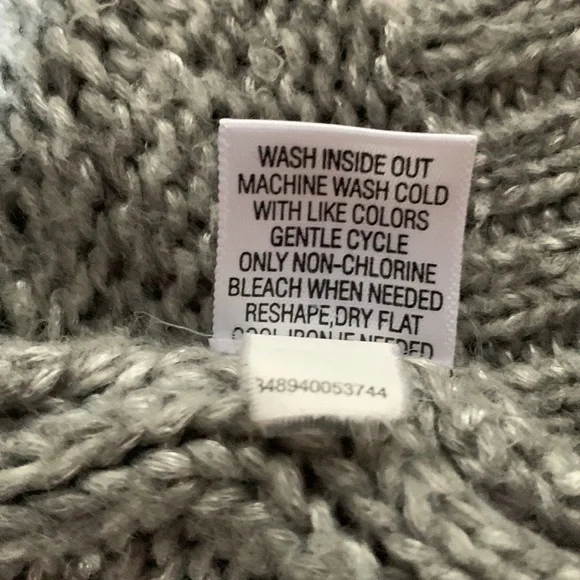 WASH INSIDE OUT
MACHINE WASH COLD
WITH LIKE COLORS
GENTLE CYCLE
ONLY NON-CHLORINE
BLEACH WHEN NEEDED
RESHAPE,DRY FLAT
COOL IRON IF NEEDED
348940053744